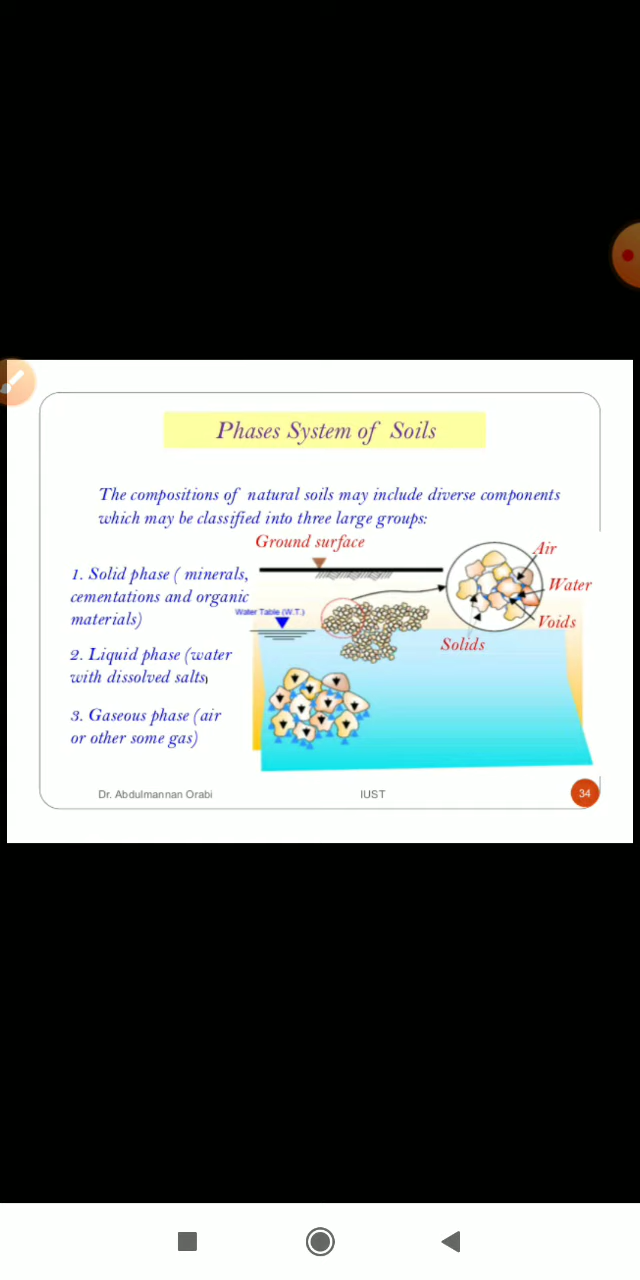 Phases System of Soils
The compositions of natural soils may include diverse components
which may be classified into three large groups:
Ground surface
Air
1. Solid phase ( minerals,
cementations and organic
materials)
Water
Water Table (W.T.)
Voids
Solids
2. Liquid phase (water
with dissolved salts)
3. Gaseous phase (air
or other some gas)
Dr. Abdulmannan Orabi
IUST
34